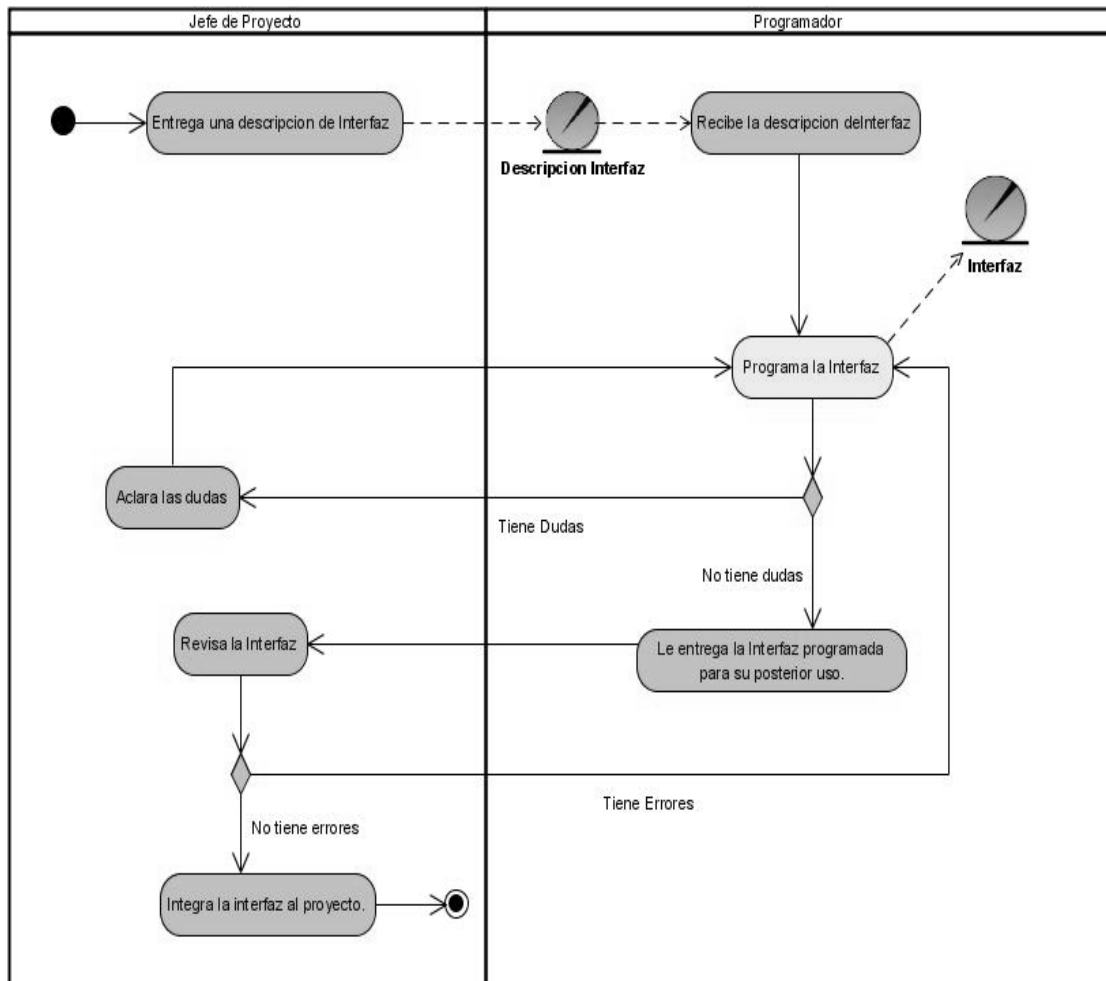 Jefe de Proyecto
Programador
Entrega una descripcion de Interfaz
Descripcion Interfaz
Recibe la descripcion deInterfaz
Interfaz
Programa la Interfaz
Aclara las dudas
Tiene Dudas
No tiene dudas
Revisa la Interfaz
Le entrega la Interfaz programada
para su posterior uso.
Tiene Errores
No tiene errores
Integra la interfaz al proyecto.